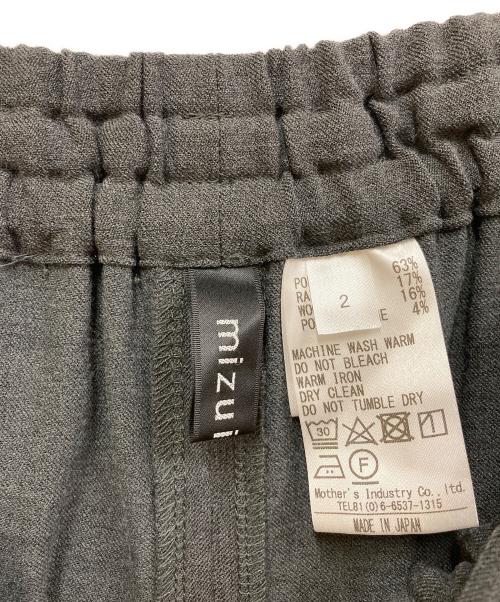 mizuiro
63%
17%
16%
E 4%
2
MACHINE WASH WARM
DO NOT BLEACH
WARM IRON
DRY CLEAN
DO NOT TUMBLE DRY
30
F
Mother's Industry Co., ltd.
TEL81(0)6-6537-1315
MADE IN JAPAN